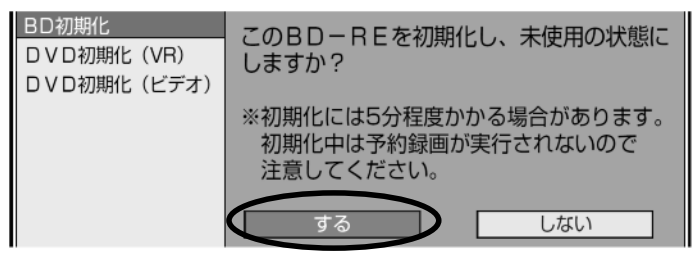 BD初期化
ＤＶＤ初期化（VR）
ＤＶＤ初期化（ビデオ）
このＢＤ－ＲＥを初期化し、未使用の状態に
しますか？
※初期化には5分程度かかる場合があります。
初期化中は予約録画が実行されないので
注意してください。
する
しない